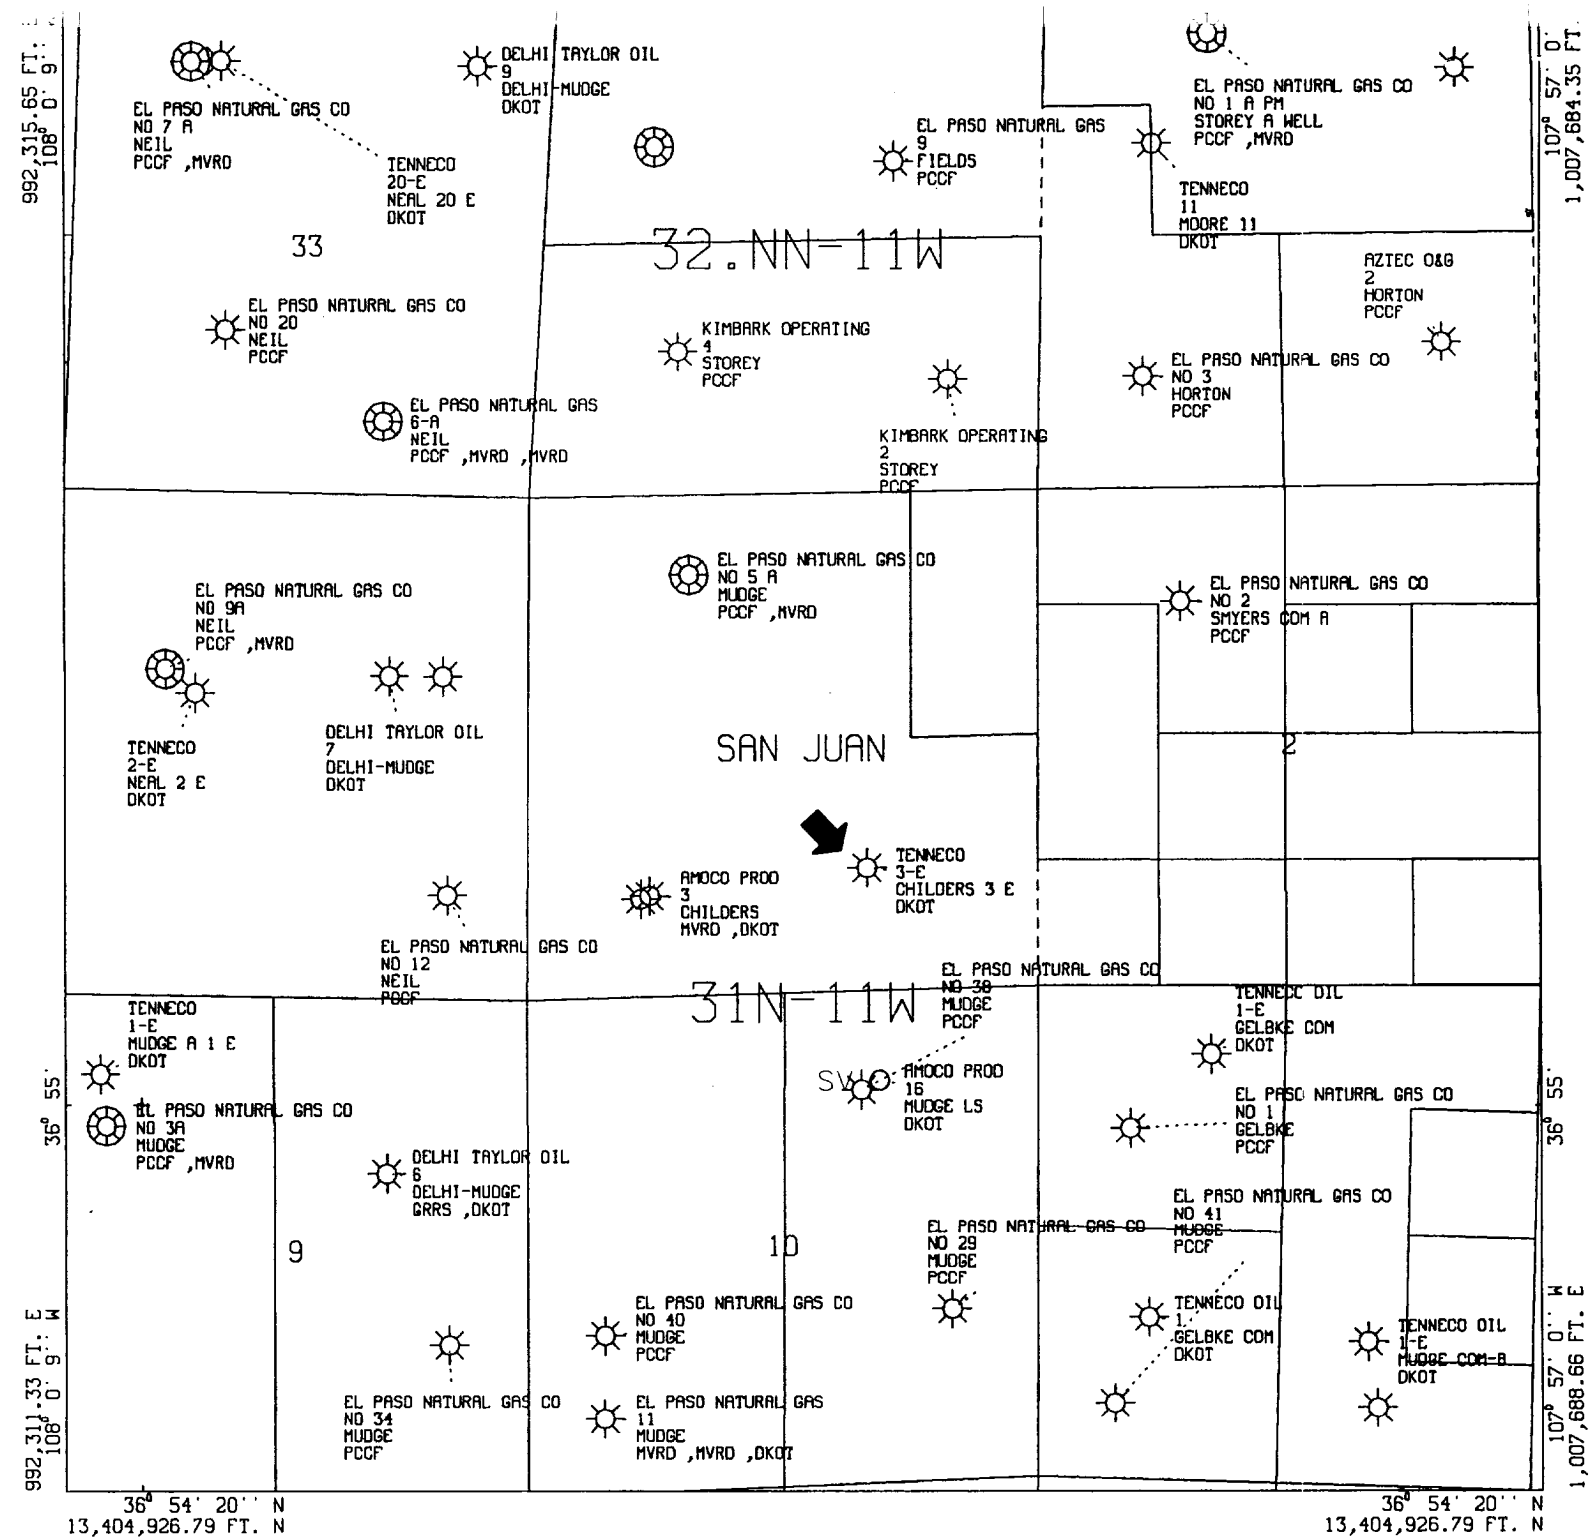 992,315.65 FT. E
108° 0' 9''
EL PASO NATURAL GAS CO
NO 7 A
NEIL
PCCF ,MVRD
TENNECO
20-E
NEAL 20 E
DKOT
DELHI TAYLOR OIL
9
DELHI-MUDGE
DKOT
EL PASO NATURAL GAS
9
FIELDS
PCCF
EL PASO NATURAL GAS CO
NO 1 A PM
STOREY A WELL
PCCF ,MVRD
TENNECO
11
MOORE 11
DKOT
107° 57' 0'
1,007,684.35 FT.
33
32.NN-11W
AZTEC O&G
2
HORTON
PCCF
EL PASO NATURAL GAS CO
NO 20
NEIL
PCCF
KIMBARK OPERATING
4
STOREY
PCCF
EL PASO NATURAL GAS CO
NO 3
HORTON
PCCF
EL PASO NATURAL GAS
6-A
NEIL
PCCF ,MVRD ,MVRD
KIMBARK OPERATING
2
STOREY
PCCF
EL PASO NATURAL GAS CO
NO 5 A
MUDGE
PCCF ,MVRD
EL PASO NATURAL GAS CO
NO 9A
NEIL
PCCF ,MVRD
EL PASO NATURAL GAS CO
NO 2
SMYERS COM A
PCCF
TENNECO
2-E
NEAL 2 E
DKOT
DELHI TAYLOR OIL
7
DELHI-MUDGE
DKOT
SAN JUAN
2
TENNECO
3-E
CHILDERS 3 E
DKOT
AMOCO PROD
3
CHILDERS
MVRD ,DKOT
EL PASO NATURAL GAS CO
NO 12
NEIL
PCCF
EL PASO NATURAL GAS CO
NO 38
MUDGE
PCCF
31N-11W
TENNECO
1-E
MUDGE A 1 E
DKOT
TENNECO OIL
1-E
GELBKE COM
DKOT
36° 55'
EL PASO NATURAL GAS CO
NO 3A
MUDGE
PCCF ,MVRD
AMOCO PROD
16
MUDGE LS
DKOT
EL PASO NATURAL GAS CO
NO 1
GELBKE
PCCF
36° 55'
DELHI TAYLOR OIL
6
DELHI-MUDGE
GRRS ,DKOT
EL PASO NATURAL GAS CO
NO 41
MUDGE
PCCF
9
10
EL PASO NATURAL GAS CO
NO 29
MUDGE
PCCF
EL PASO NATURAL GAS CO
NO 40
MUDGE
PCCF
TENNECO OIL
1
GELBKE COM
DKOT
TENNECO OIL
1-E
MUDGE COM-B
DKOT
EL PASO NATURAL GAS CO
NO 34
MUDGE
PCCF
EL PASO NATURAL GAS
11
MUDGE
MVRD ,MVRD ,DKOT
992,311.33 FT. E
108° 0' 9'' W
107° 57' 0'' W
1,007,688.66 FT. E
36° 54' 20'' N
13,404,926.79 FT. N
36° 54' 20'' N
13,404,926.79 FT. N